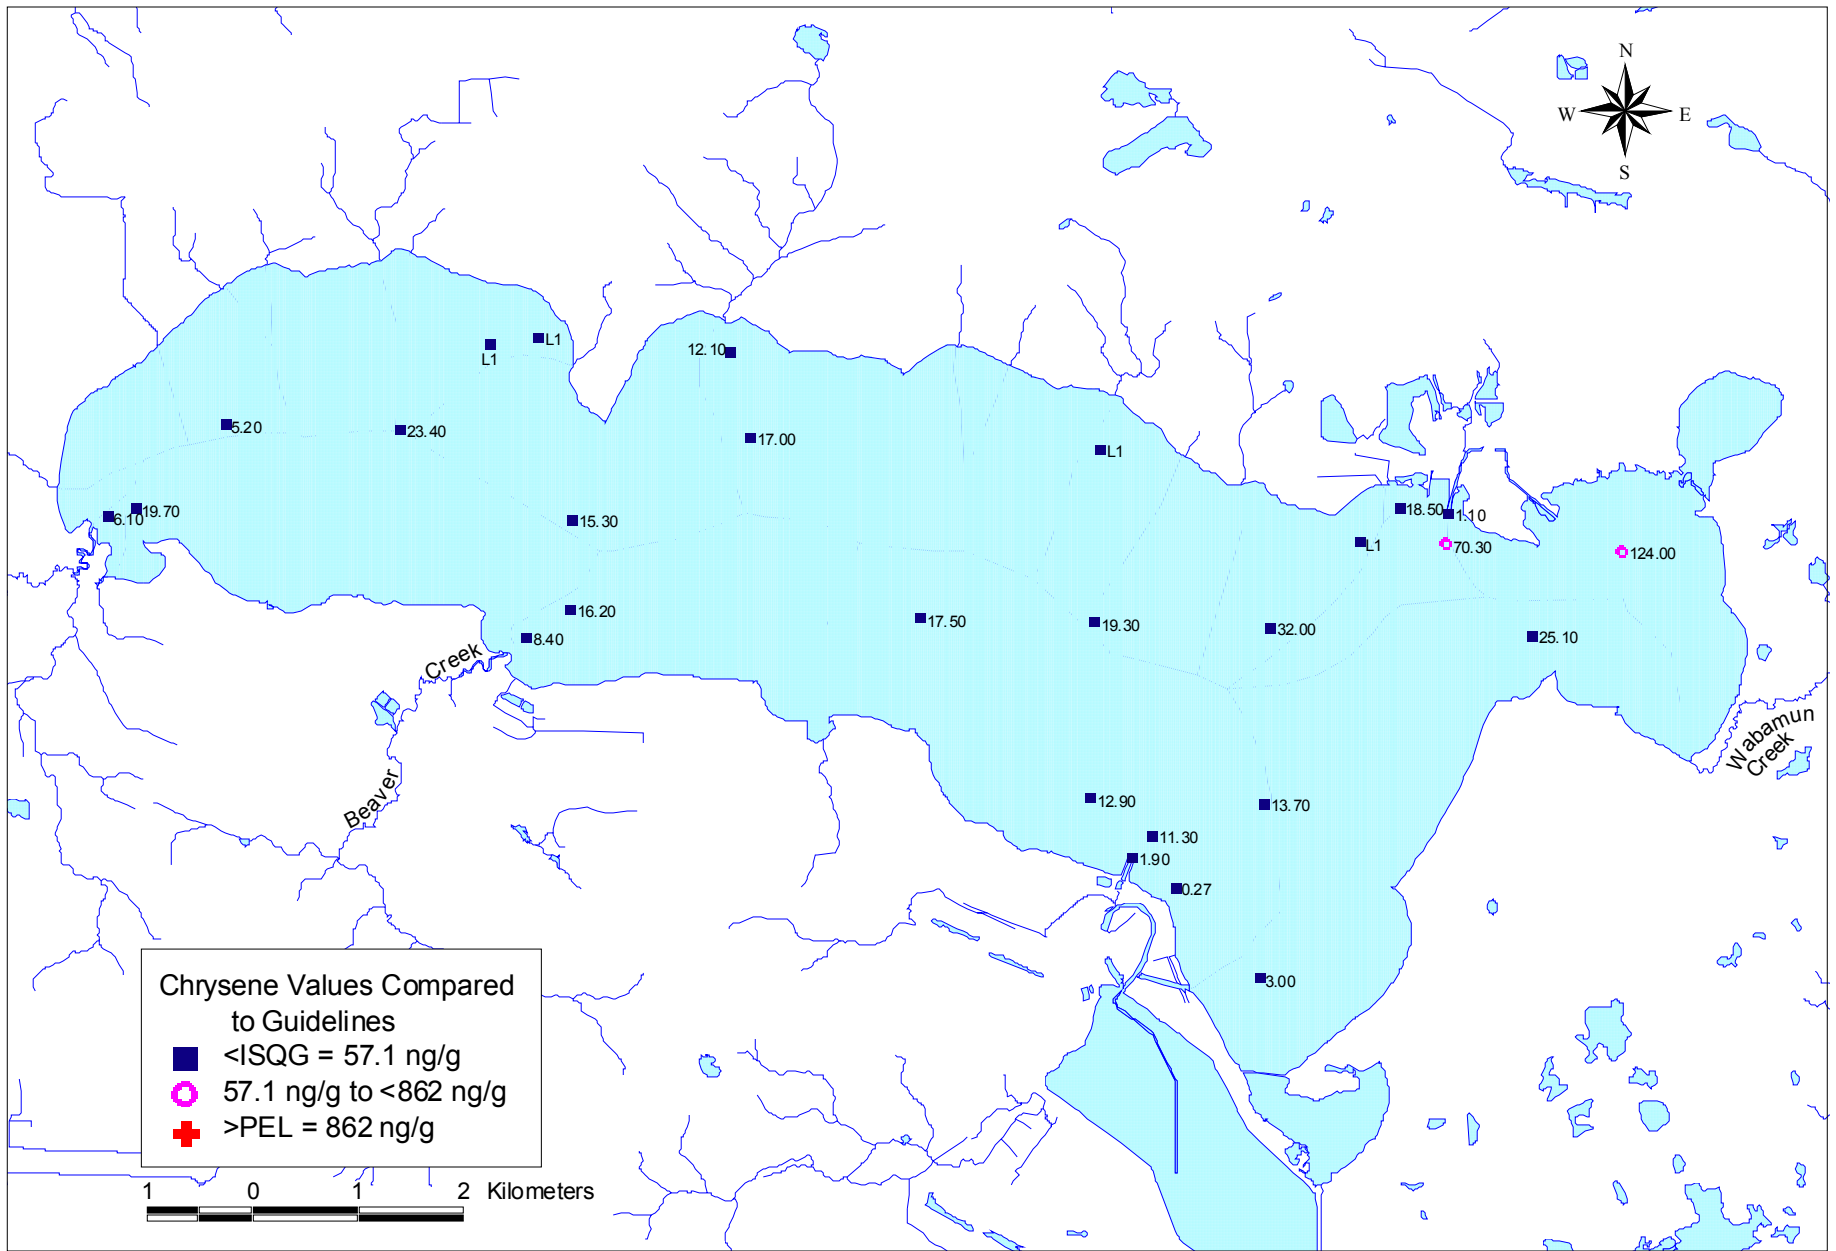 N
W E
S
L1
L1
12.10
5.20
23.40
17.00
L1
6.10
19.70
15.30
18.50
1.10
L1
70.30
124.00
16.20
8.40
17.50
19.30
32.00
25.10
Creek
Beaver
Wabamun
Creek
12.90
13.70
11.30
1.90
0.27
3.00
Chrysene Values Compared
to Guidelines
<ISQG = 57.1 ng/g
57.1 ng/g to <862 ng/g
>PEL = 862 ng/g
1 0 1 2 Kilometers